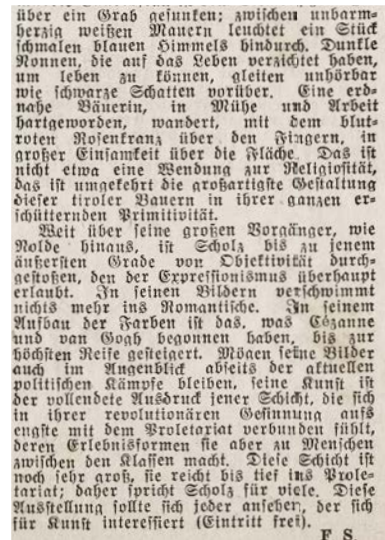 über ein Grab gesunken; zwischen unbarm-
herzig weißen Mauern leuchtet ein Stück
schmalen blauen Himmels hindurch. Dunkle
Nonnen, die auf das Leben verzichtet haben,
um leben zu können, gleiten unhörbar
wie schwarze Schatten vorüber. Eine erd-
nahe Bäuerin, in Mühe und Arbeit
hartgeworden, wandert, mit dem blut-
roten Rosenkranz über den Fingern, in
großer Einsamkeit über die Fläche. Das ist
nicht etwa eine Wendung zur Religiosität,
das ist umgekehrt die großartigste Gestaltung
dieser tiroler Bauern in ihrer ganzen er-
schütternden Primitivität.
Weit über seine großen Vorgänger, wie
Nolde hinaus, ist Scholz bis zu jenem
äußersten Grade von Objektivität durch-
gestoßen, den der Expressionismus überhaupt
erlaubt. In seinen Bildern verschwimmt
nichts mehr ins Romantische. In seinem
Aufbau der Farben ist das, was Cézanne
und van Gogh begonnen haben, bis zur
höchsten Reife gesteigert. Mögen seine Bilder
auch im Augenblick abseits der aktuellen
politischen Kämpfe bleiben, seine Kunst ist
der vollendete Ausdruck jener Schicht, die sich
in ihrer revolutionären Gesinnung aufs
engste mit dem Proletariat verbunden fühlt,
deren Erlebnisformen sie aber zu Menschen
zwischen den Klassen macht. Diese Schicht ist
noch sehr groß, sie reicht bis tief ins Prole-
tariat; daher spricht Scholz für viele. Diese
Ausstellung sollte sich jeder ansehen, der sich
für Kunst interessiert (Eintritt frei).
F. S.